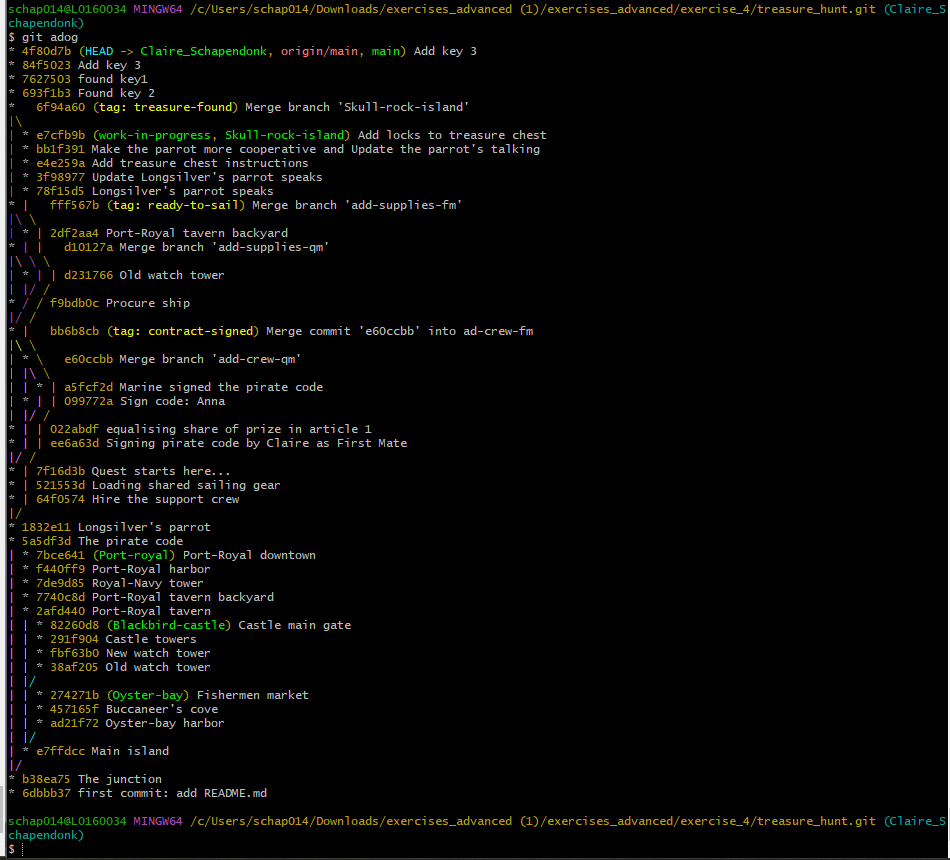 schap014@L0160034 MINGW64 /c/Users/schap014/Downloads/exercises_advanced (1)/exercises_advanced/exercise_4/treasure_hunt.git (Claire_S
chapendonk)
$ git adog
* 4f80d7b (HEAD -> Claire_Schapendonk, origin/main, main) Add key 3
* 84f5023 Add key 3
* 7627503 found key1
* 693f1b3 Found key 2
*   6f94a60 (tag: treasure-found) Merge branch 'Skull-rock-island'
|\
| * e7cfb9b (work-in-progress, Skull-rock-island) Add locks to treasure chest
| * bb1f391 Make the parrot more cooperative and Update the parrot's talking
| * e4e259a Add treasure chest instructions
| * 3f98977 Update Longsilver's parrot speaks
| * 78f15d5 Longsilver's parrot speaks
* |   fff567b (tag: ready-to-sail) Merge branch 'add-supplies-fm'
|\ \
| * | 2df2aa4 Port-Royal tavern backyard
* | |   d10127a Merge branch 'add-supplies-qm'
|\ \ \
| * | | d231766 Old watch tower
| |/ /
* / / f9bdb0c Procure ship
|/ /
* |   bb6b8cb (tag: contract-signed) Merge commit 'e60ccbb' into ad-crew-fm
|\ \
| * \   e60ccbb Merge branch 'add-crew-qm'
| |\ \
| | * | a5fcf2d Marine signed the pirate code
| * | | 099772a Sign code: Anna
| |/ /
* | | 022abdf equalising share of prize in article 1
* | | ee6a63d Signing pirate code by Claire as First Mate
|/ /
* | 7f16d3b Quest starts here...
* | 521553d Loading shared sailing gear
* | 64f0574 Hire the support crew
|/
* 1832e11 Longsilver's parrot
* 5a5df3d The pirate code
| * 7bce641 (Port-royal) Port-Royal downtown
| * f440ff9 Port-Royal harbor
| * 7de9d85 Royal-Navy tower
| * 7740c8d Port-Royal tavern backyard
| * 2afd440 Port-Royal tavern
| | * 82260d8 (Blackbird-castle) Castle main gate
| | * 291f904 Castle towers
| | * fbf63b0 New watch tower
| | * 38af205 Old watch tower
| |/
| | * 274271b (Oyster-bay) Fishermen market
| | * 457165f Buccaneer's cove
| | * ad21f72 Oyster-bay harbor
| |/
| * e7ffdcc Main island
|/
* b38ea75 The junction
* 6dbbb37 first commit: add README.md
schap014@L0160034 MINGW64 /c/Users/schap014/Downloads/exercises_advanced (1)/exercises_advanced/exercise_4/treasure_hunt.git (Claire_S
chapendonk)
$